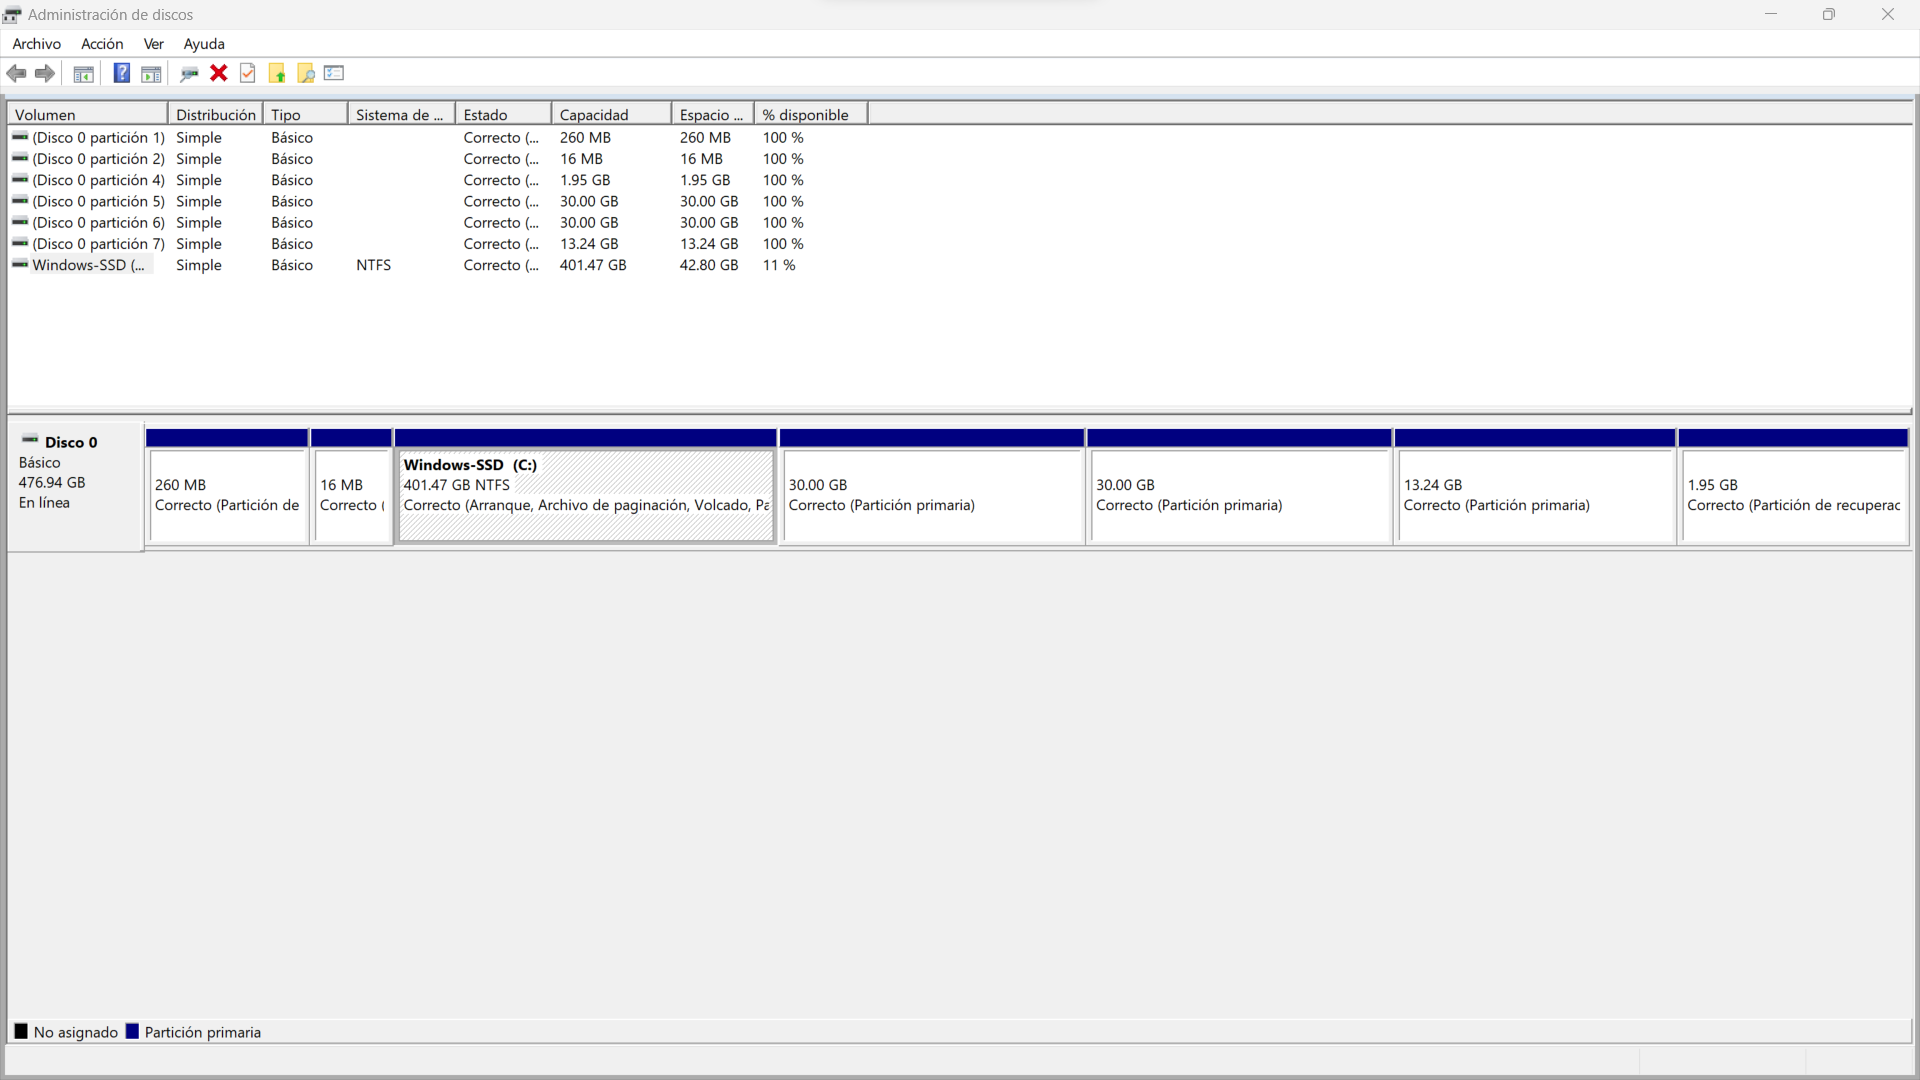 Administración de discos
Archivo Acción Ver Ayuda
Volumen Distribución Tipo Sistema de ... Estado Capacidad Espacio ... % disponible
(Disco 0 partición 1) Simple Básico Correcto (... 260 MB 260 MB 100 %
(Disco 0 partición 2) Simple Básico Correcto (... 16 MB 16 MB 100 %
(Disco 0 partición 4) Simple Básico Correcto (... 1.95 GB 1.95 GB 100 %
(Disco 0 partición 5) Simple Básico Correcto (... 30.00 GB 30.00 GB 100 %
(Disco 0 partición 6) Simple Básico Correcto (... 30.00 GB 30.00 GB 100 %
(Disco 0 partición 7) Simple Básico Correcto (... 13.24 GB 13.24 GB 100 %
Windows-SSD (... Simple Básico NTFS Correcto (... 401.47 GB 42.80 GB 11 %
Disco 0
Básico
476.94 GB
En línea
260 MB
Correcto (Partición de
16 MB
Correcto (
Windows-SSD (C:)
401.47 GB NTFS
Correcto (Arranque, Archivo de paginación, Volcado, Pa
30.00 GB
Correcto (Partición primaria)
30.00 GB
Correcto (Partición primaria)
13.24 GB
Correcto (Partición primaria)
1.95 GB
Correcto (Partición de recuperac
No asignado Partición primaria